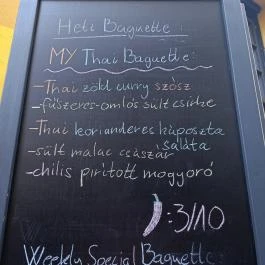 Heti Baguette:
MY Thai Baguette:
-Thai zöld curry szósz
-fűszeres-omlós sült csirke
-Thai korianderes káposzta
saláta
-sült malac császár
-chilis pirított mogyoró
:3/10
Weekly Special Baguette: